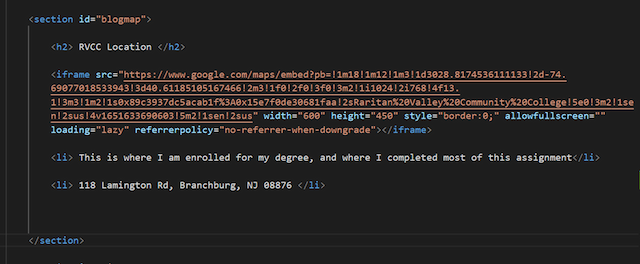 <section id="blogmap">
<h2> RVCC Location </h2>
<iframe src="https://www.google.com/maps/embed?pb=!1m18!1m12!1m3!1d3028.8174536111133!2d-74.
69077018533943!3d40.61185105167466!2m3!1f0!2f0!3f0!3m2!1i1024!2i768!4f13.
1!3m3!1m2!1s0x89c3937dc5acab1f%3A0x15e7f0de30681faa!2sRaritan%20Valley%20Community%20College!5e0!3m2!1sen
!2sus!4v1651633690603!5m2!1sen!2sus" width="600" height="450" style="border:0;" allowfullscreen=""
loading="lazy" referrerpolicy="no-referrer-when-downgrade"></iframe>
<li> This is where I am enrolled for my degree, and where I completed most of this assignment</li>
<li> 118 Lamington Rd, Branchburg, NJ 08876 </li>
</section>